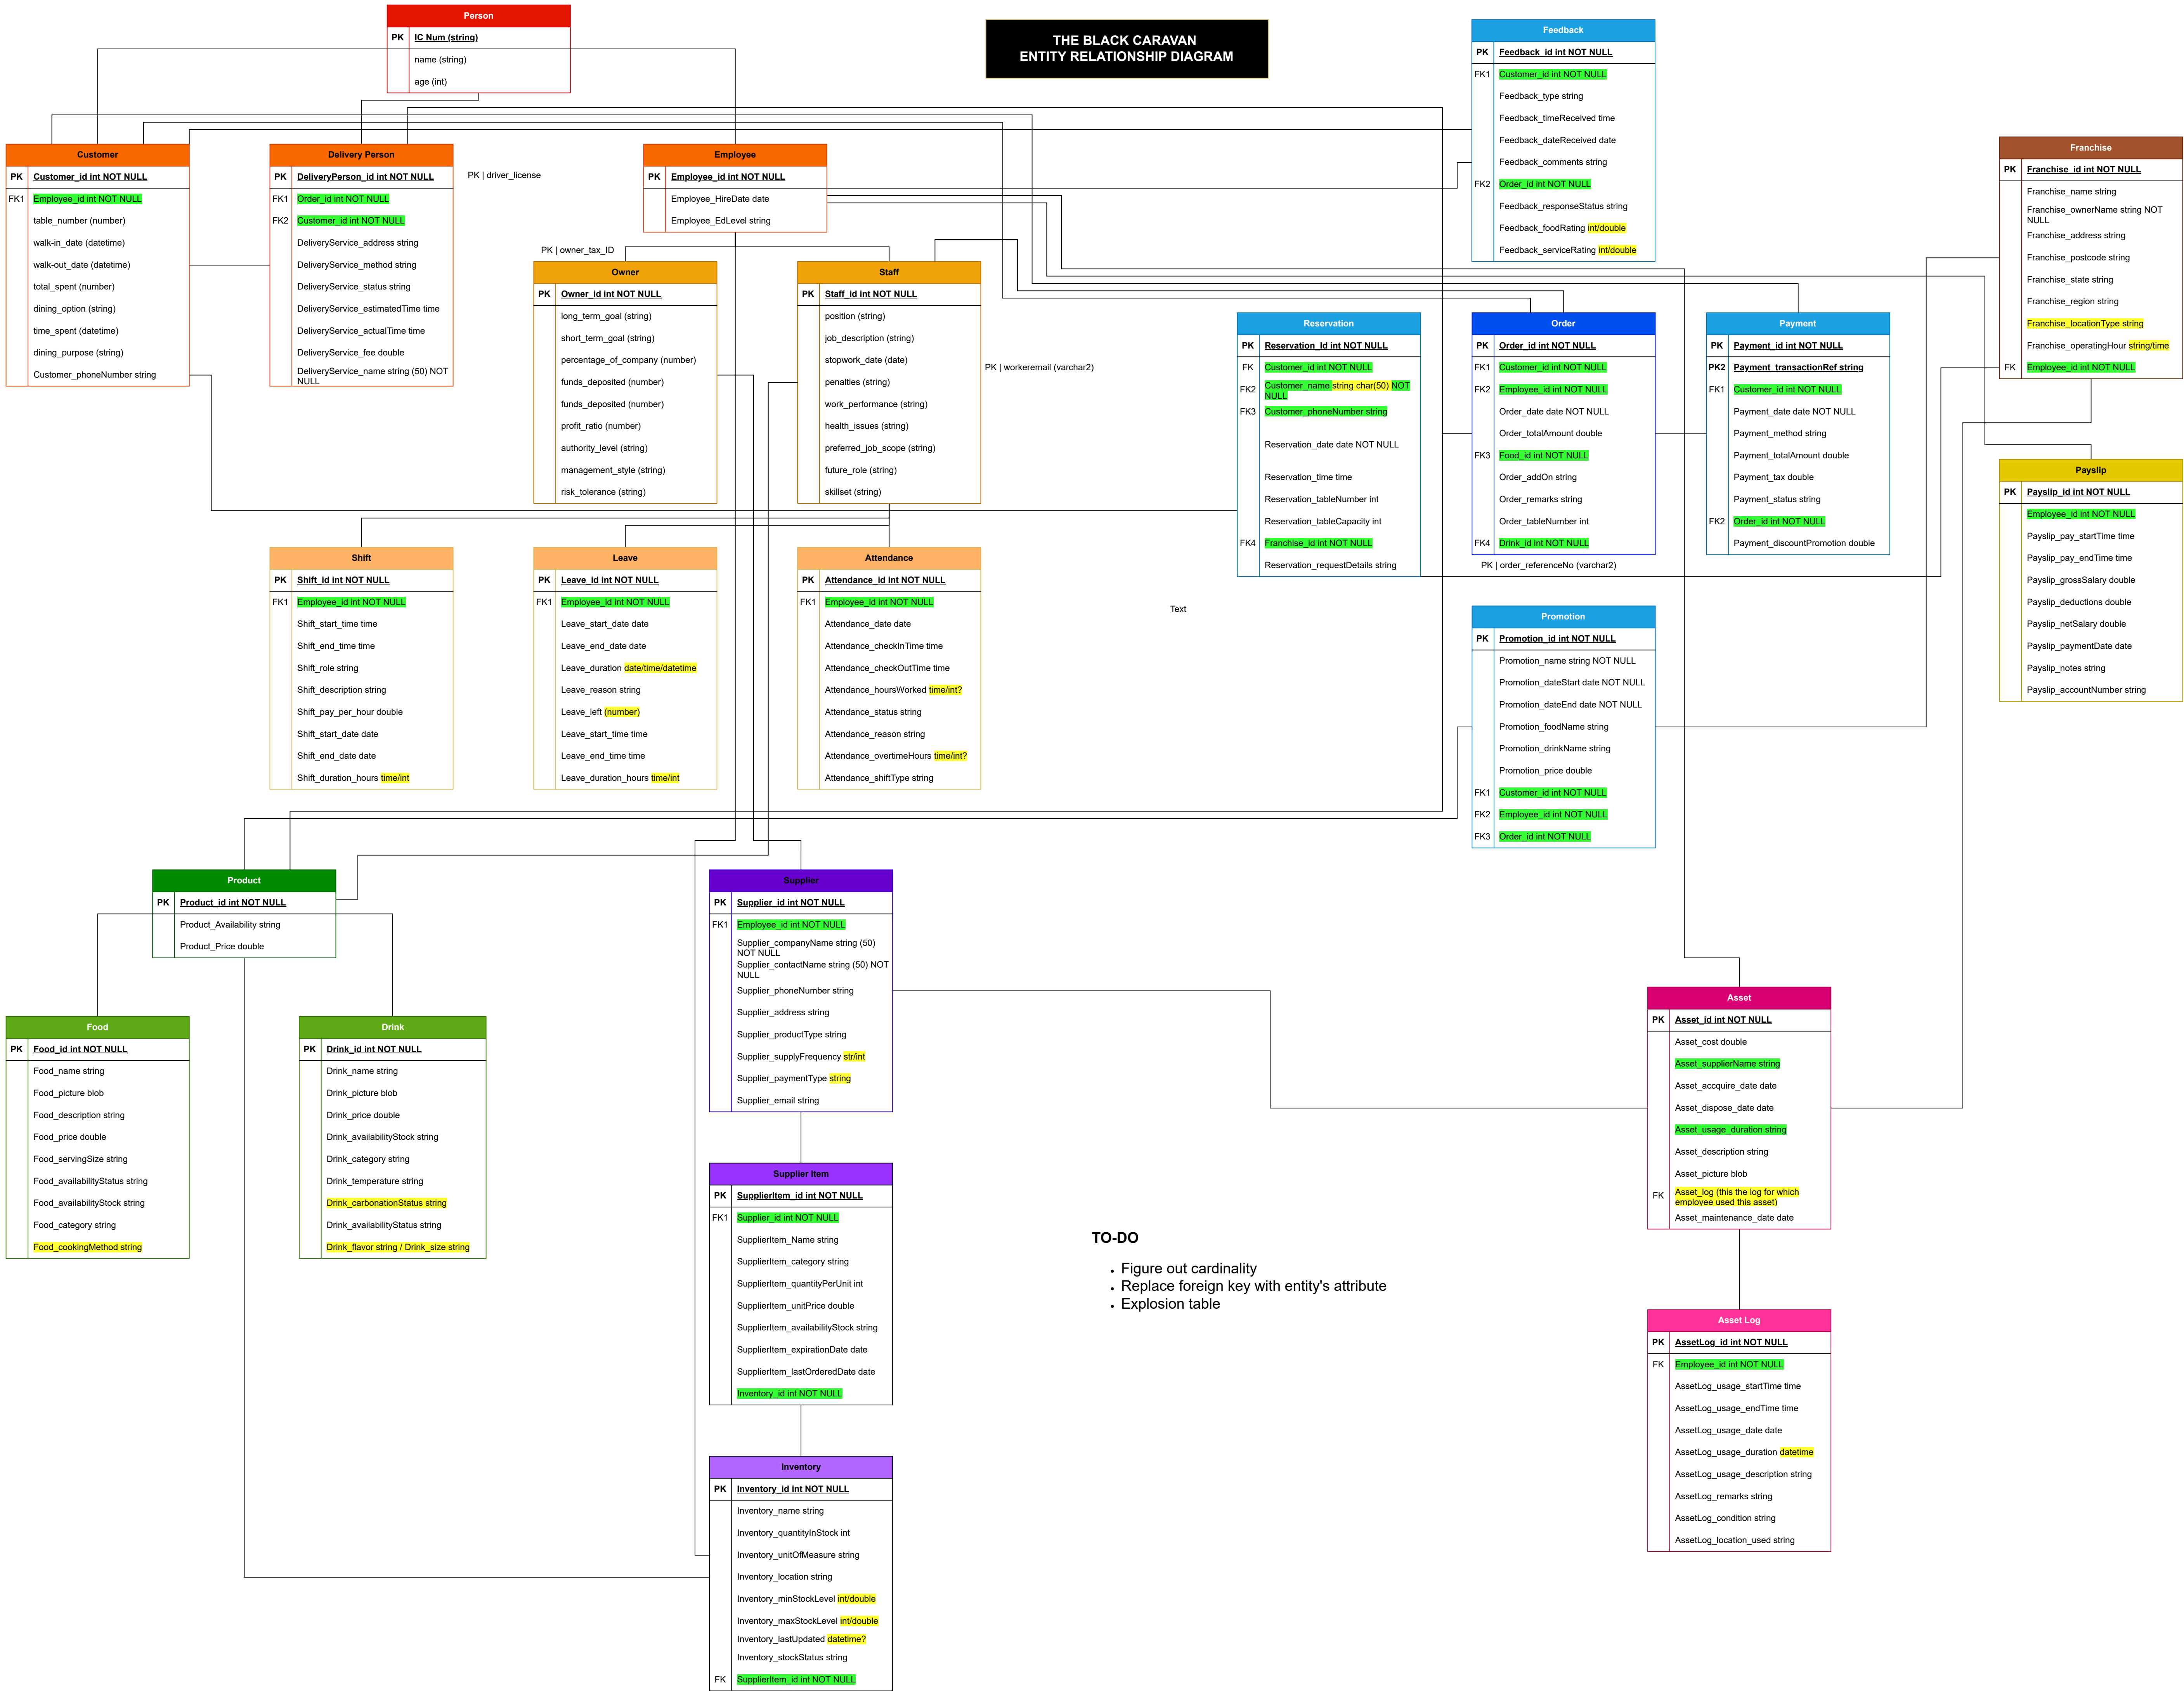 THE BLACK CARAVAN
ENTITY RELATIONSHIP DIAGRAM
Person
PK IC Num (string)
name (string)
age (int)
Feedback
PK Feedback_id int NOT NULL
FK1 Customer_id int NOT NULL
Feedback_type string
Feedback_timeReceived time
Feedback_dateReceived date
Feedback_comments string
FK2 Order_id int NOT NULL
Feedback_responseStatus string
Feedback_foodRating int/double
Feedback_serviceRating int/double
Customer
PK Customer_id int NOT NULL
FK1 Employee_id int NOT NULL
table_number (number)
walk-in_date (datetime)
walk-out_date (datetime)
total_spent (number)
dining_option (string)
time_spent (datetime)
dining_purpose (string)
Customer_phoneNumber string
Delivery Person
PK DeliveryPerson_id int NOT NULL
FK1 Order_id int NOT NULL
FK2 Customer_id int NOT NULL
DeliveryService_address string
DeliveryService_method string
DeliveryService_status string
DeliveryService_estimatedTime time
DeliveryService_actualTime time
DeliveryService_fee double
DeliveryService_name string (50) NOT
NULL
PK | driver_license
Employee
PK Employee_id int NOT NULL
Employee_HireDate date
Employee_EdLevel string
PK | owner_tax_ID
Owner
PK Owner_id int NOT NULL
long_term_goal (string)
short_term_goal (string)
percentage_of_company (number)
funds_deposited (number)
funds_deposited (number)
profit_ratio (number)
authority_level (string)
management_style (string)
risk_tolerance (string)
Staff
PK Staff_id int NOT NULL
position (string)
job_description (string)
stopwork_date (date)
penalties (string)
work_performance (string)
health_issues (string)
preferred_job_scope (string)
future_role (string)
skillset (string)
PK | workeremail (varchar2)
Franchise
PK Franchise_id int NOT NULL
Franchise_name string
Franchise_ownerName string NOT
NULL
Franchise_address string
Franchise_postcode string
Franchise_state string
Franchise_region string
Franchise_locationType string
Franchise_operatingHour string/time
FK Employee_id int NOT NULL
Reservation
PK Reservation_Id int NOT NULL
FK Customer_id int NOT NULL
FK2 Customer_name string char(50) NOT
NULL
FK3 Customer_phoneNumber string
Reservation_date date NOT NULL
Reservation_time time
Reservation_tableNumber int
Reservation_tableCapacity int
FK4 Franchise_id int NOT NULL
Reservation_requestDetails string
Order
PK Order_id int NOT NULL
FK1 Customer_id int NOT NULL
FK2 Employee_id int NOT NULL
Order_date date NOT NULL
Order_totalAmount double
FK3 Food_id int NOT NULL
Order_addOn string
Order_remarks string
Order_tableNumber int
FK4 Drink_id int NOT NULL
PK | order_referenceNo (varchar2)
Payment
PK Payment_id int NOT NULL
PK2 Payment_transactionRef string
FK1 Customer_id int NOT NULL
Payment_date date NOT NULL
Payment_method string
Payment_totalAmount double
Payment_tax double
Payment_status string
FK2 Order_id int NOT NULL
Payment_discountPromotion double
Payslip
PK Payslip_id int NOT NULL
Employee_id int NOT NULL
Payslip_pay_startTime time
Payslip_pay_endTime time
Payslip_grossSalary double
Payslip_deductions double
Payslip_netSalary double
Payslip_paymentDate date
Payslip_notes string
Payslip_accountNumber string
Shift
PK Shift_id int NOT NULL
FK1 Employee_id int NOT NULL
Shift_start_time time
Shift_end_time time
Shift_role string
Shift_description string
Shift_pay_per_hour double
Shift_start_date date
Shift_end_date date
Shift_duration_hours time/int
Leave
PK Leave_id int NOT NULL
FK1 Employee_id int NOT NULL
Leave_start_date date
Leave_end_date date
Leave_duration date/time/datetime
Leave_reason string
Leave_left (number)
Leave_start_time time
Leave_end_time time
Leave_duration_hours time/int
Attendance
PK Attendance_id int NOT NULL
FK1 Employee_id int NOT NULL
Attendance_date date
Attendance_checkInTime time
Attendance_checkOutTime time
Attendance_hoursWorked time/int?
Attendance_status string
Attendance_reason string
Attendance_overtimeHours time/int?
Attendance_shiftType string
Text
Promotion
PK Promotion_id int NOT NULL
Promotion_name string NOT NULL
Promotion_dateStart date NOT NULL
Promotion_dateEnd date NOT NULL
Promotion_foodName string
Promotion_drinkName string
Promotion_price double
FK1 Customer_id int NOT NULL
FK2 Employee_id int NOT NULL
FK3 Order_id int NOT NULL
Product
PK Product_id int NOT NULL
Product_Availability string
Product_Price double
Supplier
PK Supplier_id int NOT NULL
FK1 Employee_id int NOT NULL
Supplier_companyName string (50)
NOT NULL
Supplier_contactName string (50) NOT
NULL
Supplier_phoneNumber string
Supplier_address string
Supplier_productType string
Supplier_supplyFrequency str/int
Supplier_paymentType string
Supplier_email string
Food
PK Food_id int NOT NULL
Food_name string
Food_picture blob
Food_description string
Food_price double
Food_servingSize string
Food_availabilityStatus string
Food_availabilityStock string
Food_category string
Food_cookingMethod string
Drink
PK Drink_id int NOT NULL
Drink_name string
Drink_picture blob
Drink_price double
Drink_availabilityStock string
Drink_category string
Drink_temperature string
Drink_carbonationStatus string
Drink_availabilityStatus string
Drink_flavor string / Drink_size string
Asset
PK Asset_id int NOT NULL
Asset_cost double
Asset_supplierName string
Asset_accquire_date date
Asset_dispose_date date
Asset_usage_duration string
Asset_description string
Asset_picture blob
FK Asset_log (this the log for which
employee used this asset)
Asset_maintenance_date date
Supplier Item
PK SupplierItem_id int NOT NULL
FK1 Supplier_id int NOT NULL
SupplierItem_Name string
SupplierItem_category string
SupplierItem_quantityPerUnit int
SupplierItem_unitPrice double
SupplierItem_availabilityStock string
SupplierItem_expirationDate date
SupplierItem_lastOrderedDate date
Inventory_id int NOT NULL
TO-DO
• Figure out cardinality
• Replace foreign key with entity's attribute
• Explosion table
Asset Log
PK AssetLog_id int NOT NULL
FK Employee_id int NOT NULL
AssetLog_usage_startTime time
AssetLog_usage_endTime time
AssetLog_usage_date date
AssetLog_usage_duration datetime
AssetLog_usage_description string
AssetLog_remarks string
AssetLog_condition string
AssetLog_location_used string
Inventory
PK Inventory_id int NOT NULL
Inventory_name string
Inventory_quantityInStock int
Inventory_unitOfMeasure string
Inventory_location string
Inventory_minStockLevel int/double
Inventory_maxStockLevel int/double
Inventory_lastUpdated datetime?
Inventory_stockStatus string
FK SupplierItem_id int NOT NULL